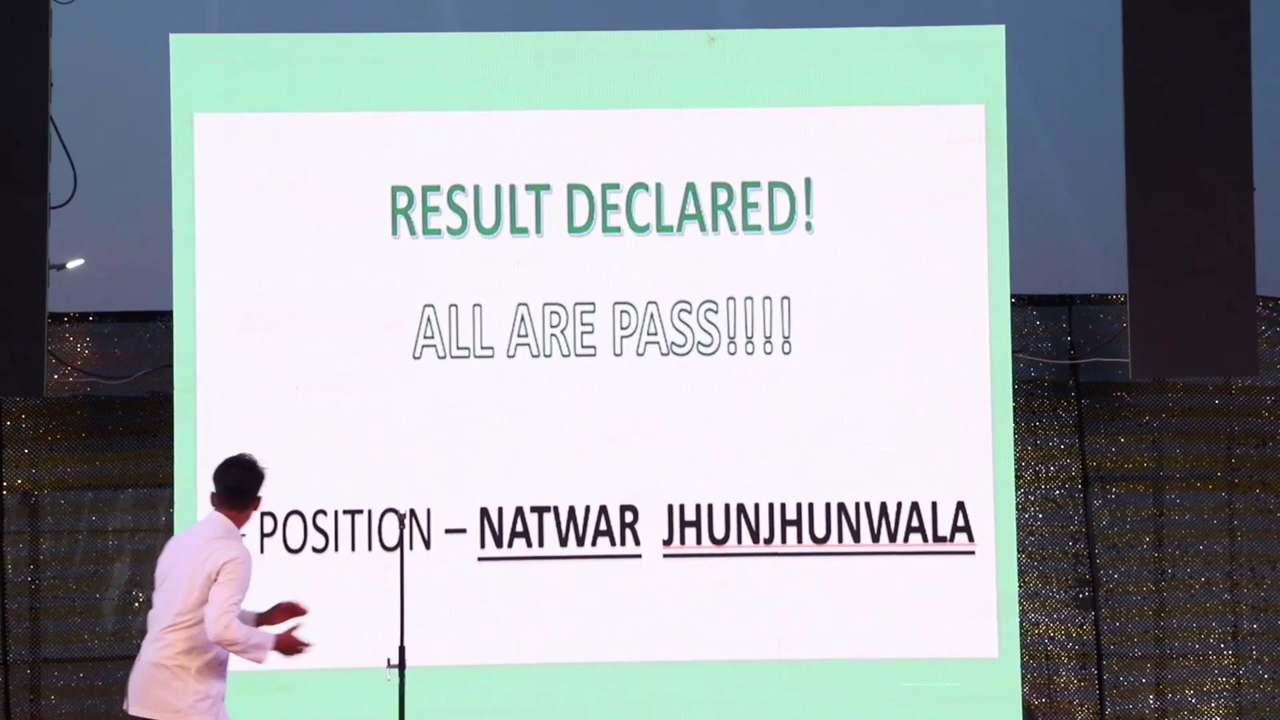 RESULT DECLARED!
ALL ARE PASS!!!!
POSITION – NATWAR JHUNJHUNWALA